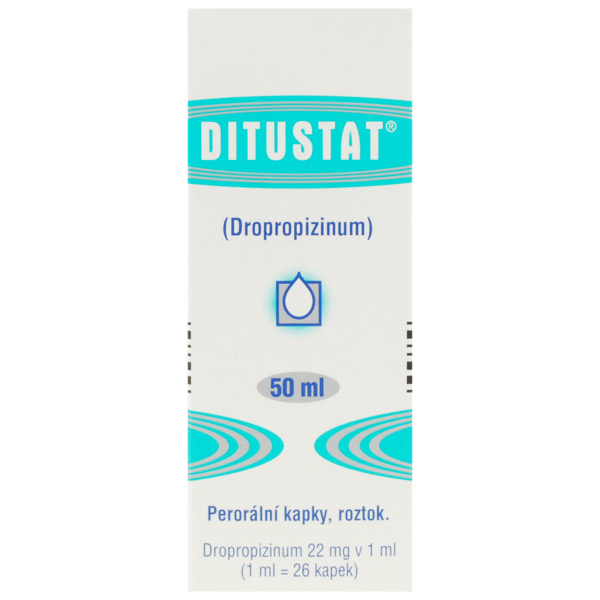 DITUSTAT®
(Dropropizinum)
50 ml
Perorální kapky, roztok.
Dropropizinum 22 mg v 1 ml
(1 ml = 26 kapek)